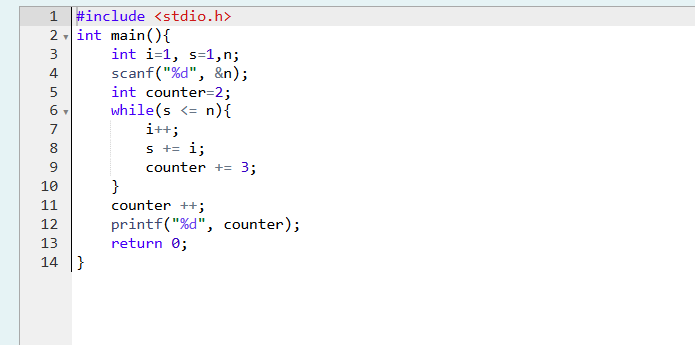 1 #include <stdio.h>
2 int main(){
3     int i=1, s=1,n;
4     scanf("%d", &n);
5     int counter=2;
6     while(s <= n){
7         i++;
8         s += i;
9         counter += 3;
10     }
11     counter ++;
12     printf("%d", counter);
13     return 0;
14 }